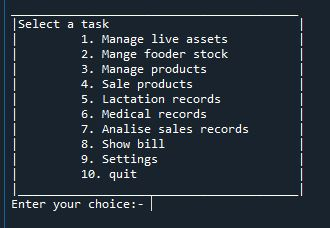 Select a task
1. Manage live assets
2. Mange fooder stock
3. Manage products
4. Sale products
5. Lactation records
6. Medical records
7. Analise sales records
8. Show bill
9. Settings
10. quit
Enter your choice:-